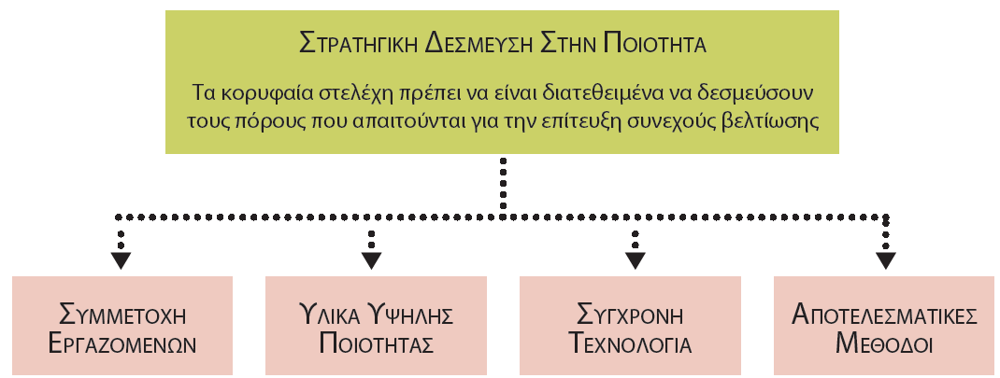 ΣΤΡΑΤΗΓΙΚΗ ΔΕΣΜΕΥΣΗ ΣΤΗΝ ΠΟΙΟΤΗΤΑ
Τα κορυφαία στελέχη πρέπει να είναι διατεθειμένα να δεσμεύσουν
τους πόρους που απαιτούνται για την επίτευξη συνεχούς βελτίωσης
ΣΥΜΜΕΤΟΧΗ
ΕΡΓΑΖΟΜΕΝΩΝ
ΥΛΙΚΑ ΥΨΗΛΗΣ
ΠΟΙΟΤΗΤΑΣ
ΣΥΓΧΡΟΝΗ
ΤΕΧΝΟΛΟΓΙΑ
ΑΠΟΤΕΛΕΣΜΑΤΙΚΕΣ
ΜΕΘΟΔΟΙ